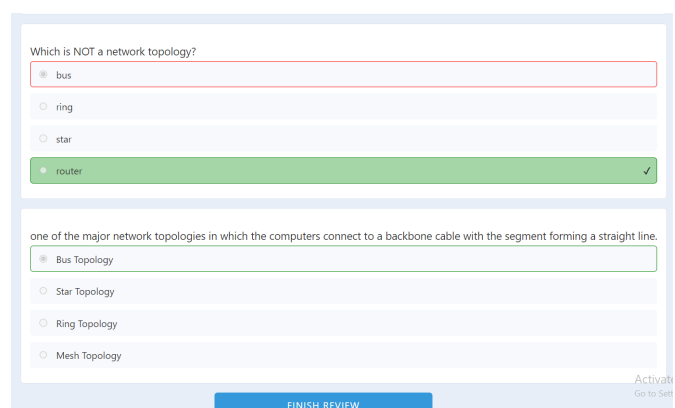 Which is NOT a network topology?
bus
ring
star
router
one of the major network topologies in which the computers connect to a backbone cable with the segment forming a straight line.
Bus Topology
Star Topology
Ring Topology
Mesh Topology
Activate
Go to Sett
FINISH REVIEW